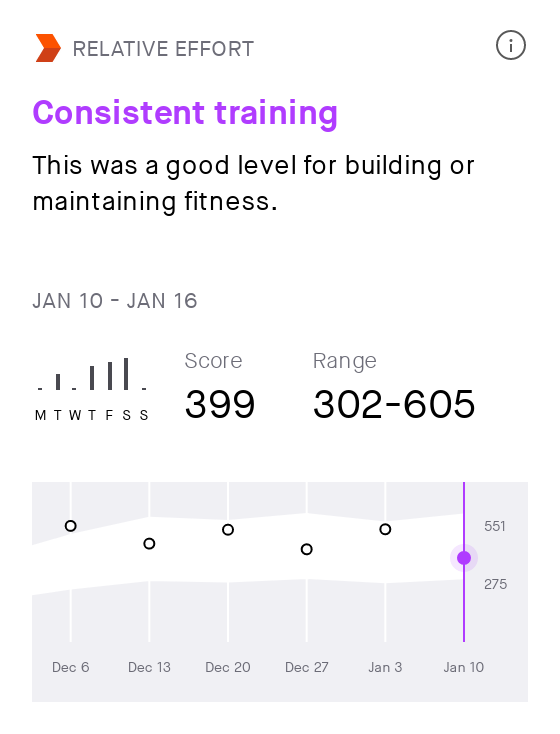 RELATIVE EFFORT
Consistent training
This was a good level for building or
maintaining fitness.
JAN 10 - JAN 16
Score
Range
399
302-605
M T W T F S S
551
275
Dec 6
Dec 13
Dec 20
Dec 27
Jan 3
Jan 10